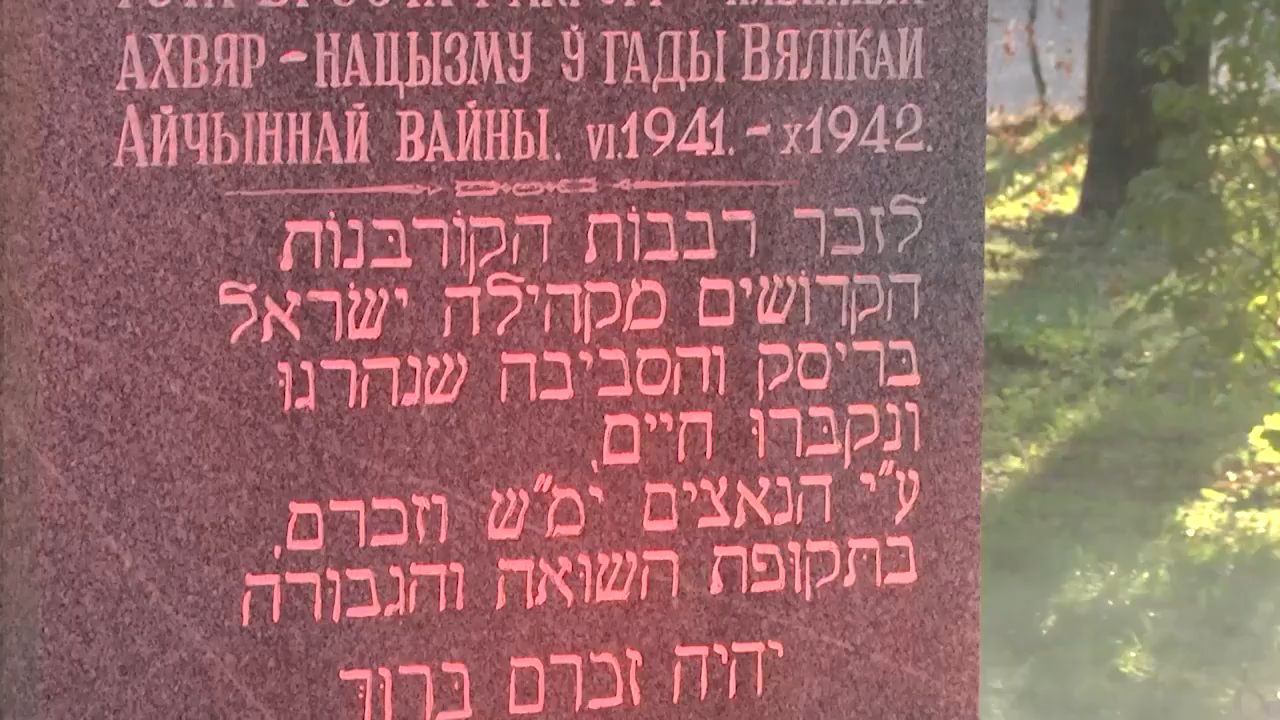 АХВЯР - НАЦЫЗМУ Ў ГАДЫ ВЯЛІКАЙ
АЙЧЫННАЙ ВАЙНЫ. VI.1941. - X1942.
לזכר רבבות הקורבנות
הקדושים מקהילה ישראל
בריסק והסביבה שנהרגו
ונקברו חיים,
ע"י הנאצים ימ"ש וזכרם,
בתקופת השואה והגבורה
יהיה זכרם ברוך